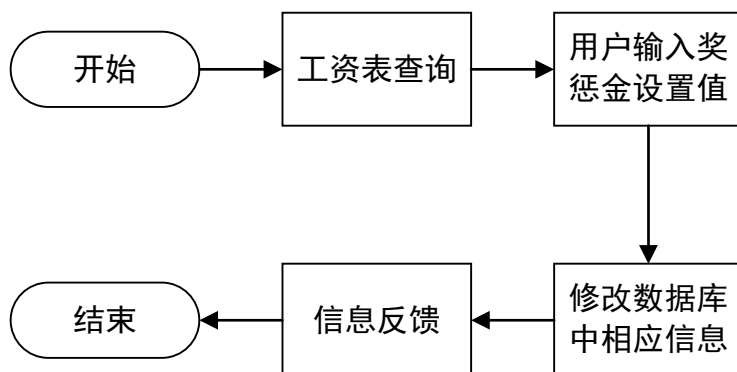 开始
工资表查询
用户输入奖
惩金设置值
修改数据库
中相应信息
信息反馈
结束